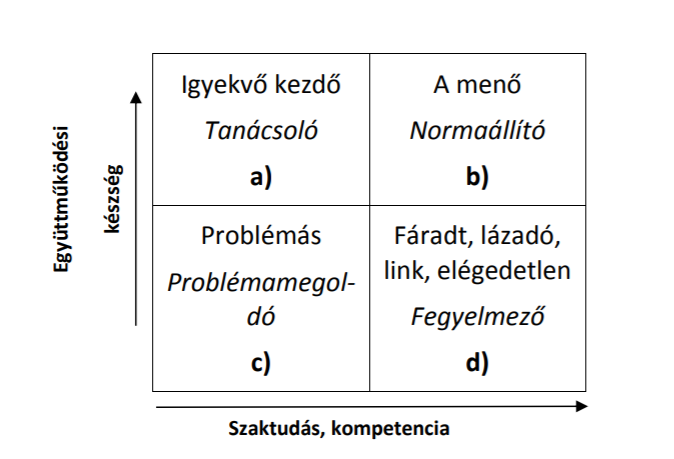 Igyekvő kezdő
Tanácsoló
a)
A menő
Normaállító
b)
Együttműködési
készség
Problémás
Problémamegol-
dó
c)
Fáradt, lázadó,
link, elégedetlen
Fegyelmező
d)
Szaktudás, kompetencia